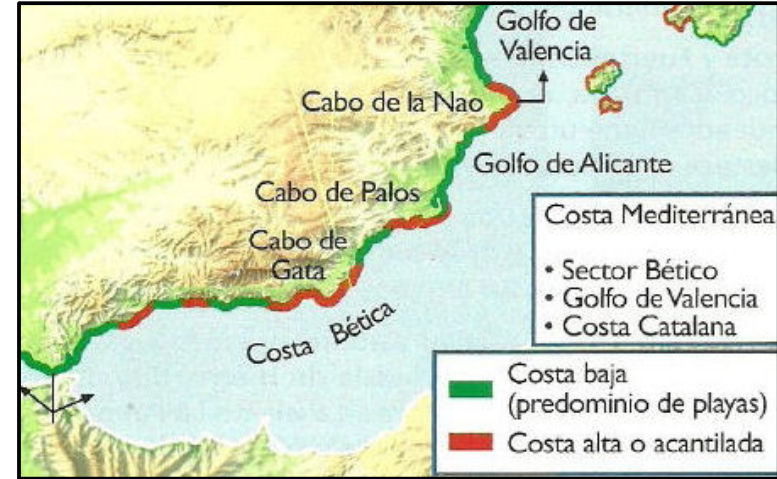 Golfo de
Valencia
Cabo de la Nao
Golfo de Alicante
Cabo de Palos
Cabo de
Gata
Costa Bética
Costa Mediterránea
• Sector Bético
• Golfo de Valencia
• Costa Catalana
Costa baja
(predominio de playas)
Costa alta o acantilada